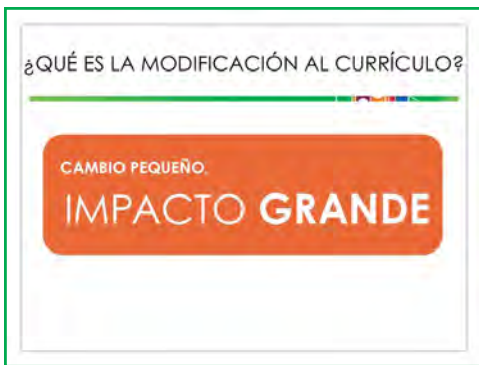 ¿QUÉ ES LA MODIFICACIÓN AL CURRÍCULO?
CAMBIO PEQUEÑO.
IMPACTO GRANDE